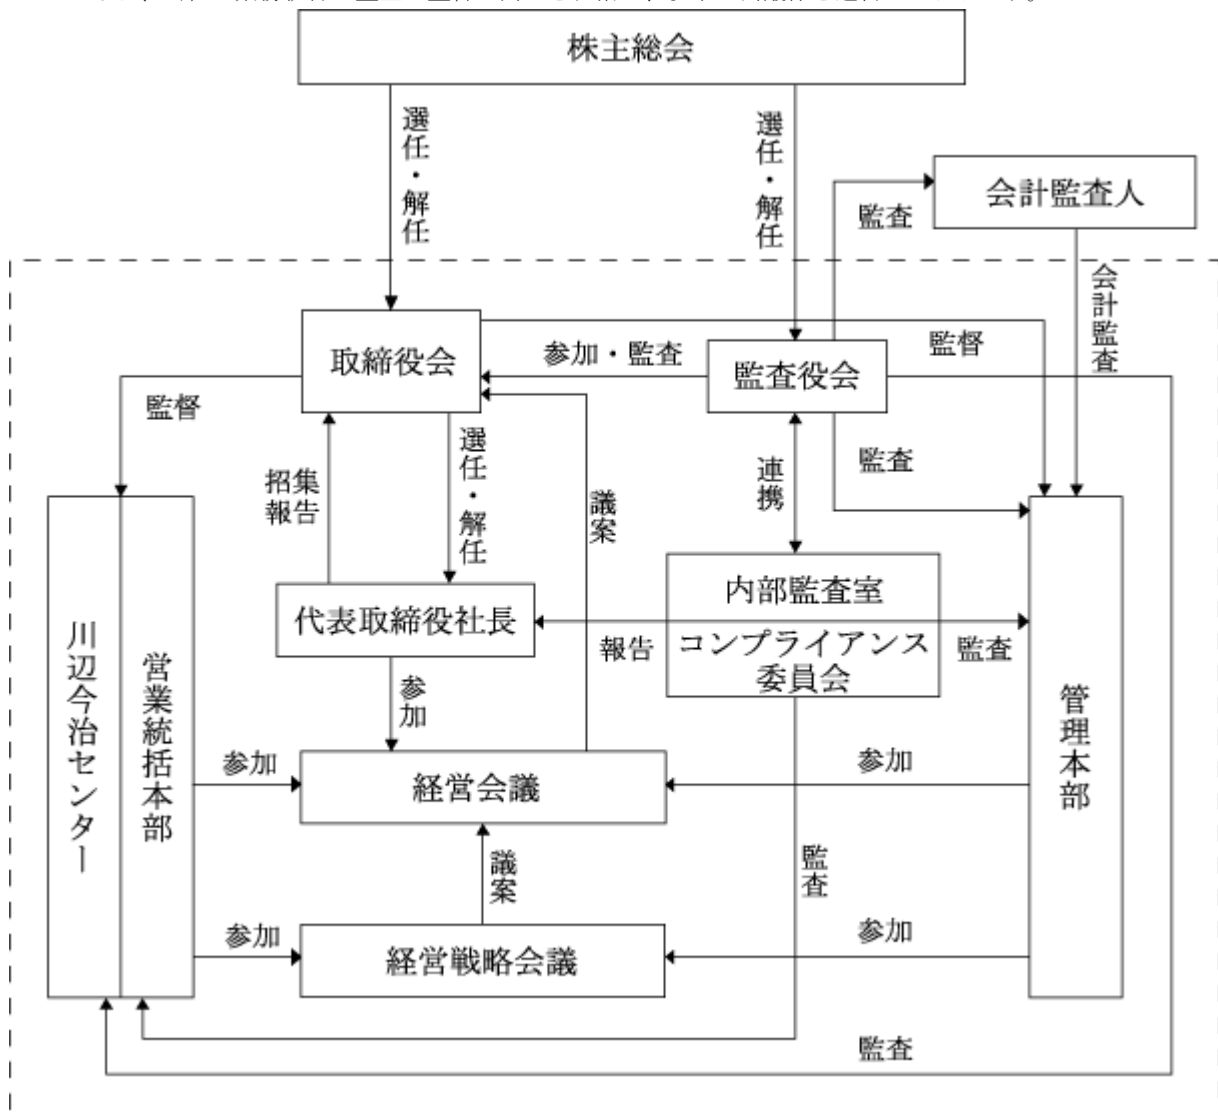 株主総会
選任・解任
選任・解任
会計監査人
監査
会計監査
取締役会
参加・監査
監査役会
監督
監督
招集
報告
選任・解任
議案
連携
監査
内部監査室
代表取締役社長
報告
コンプライアンス
委員会
監査
川辺今治センター
営業統括本部
管理本部
参加
参加
経営会議
参加
議案
監査
参加
経営戦略会議
参加
監査